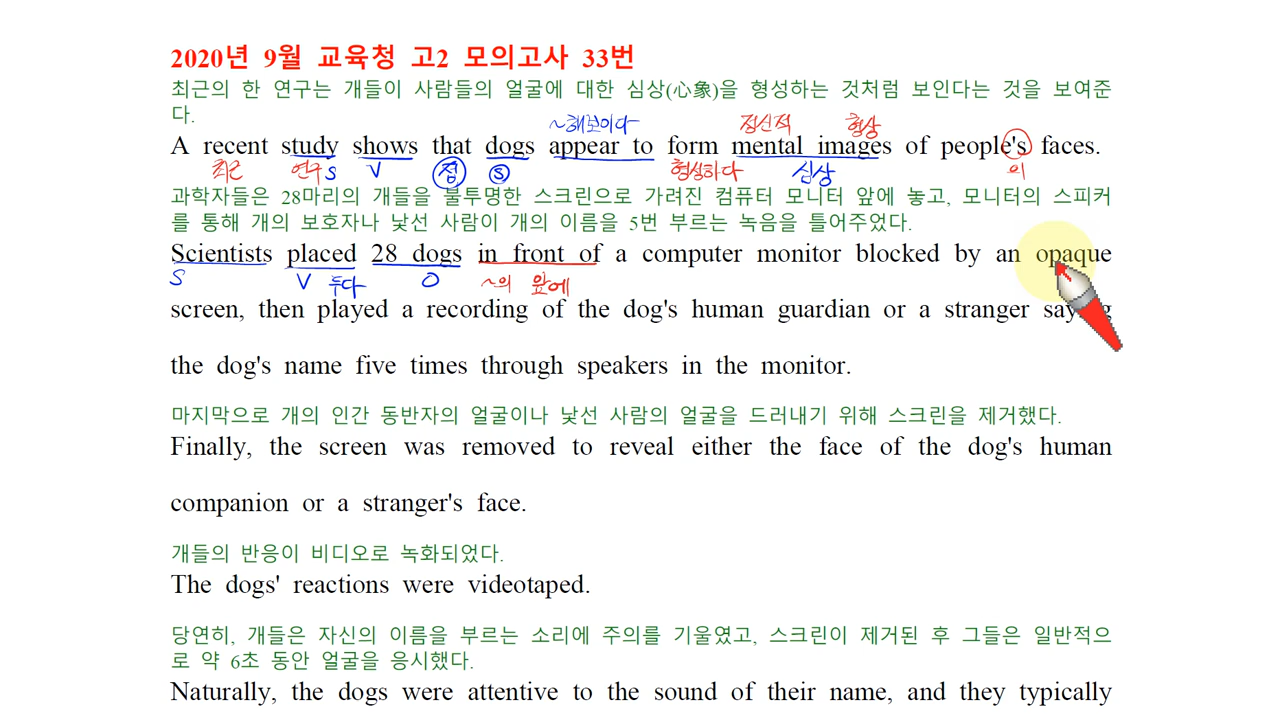 2020년 9월 교육청 고2 모의고사 33번
최근의 한 연구는 개들이 사람들의 얼굴에 대한 심상(心象)을 형성하는 것처럼 보인다는 것을 보여준
다.
~해보이다 정신적 형상
A recent study shows that dogs appear to form mental images of people's faces.
최근 연구 S V 접 S 형성하다 심상 의
과학자들은 28마리의 개들을 불투명한 스크린으로 가려진 컴퓨터 모니터 앞에 놓고, 모니터의 스피커
를 통해 개의 보호자나 낯선 사람이 개의 이름을 5번 부르는 녹음을 틀어주었다.
Scientists placed 28 dogs in front of a computer monitor blocked by an opaque
S V 두다 O ~의 앞에
screen, then played a recording of the dog's human guardian or a stranger saying
the dog's name five times through speakers in the monitor.
마지막으로 개의 인간 동반자의 얼굴이나 낯선 사람의 얼굴을 드러내기 위해 스크린을 제거했다.
Finally, the screen was removed to reveal either the face of the dog's human
companion or a stranger's face.
개들의 반응이 비디오로 녹화되었다.
The dogs' reactions were videotaped.
당연히, 개들은 자신의 이름을 부르는 소리에 주의를 기울였고, 스크린이 제거된 후 그들은 일반적으
로 약 6초 동안 얼굴을 응시했다.
Naturally, the dogs were attentive to the sound of their name, and they typically